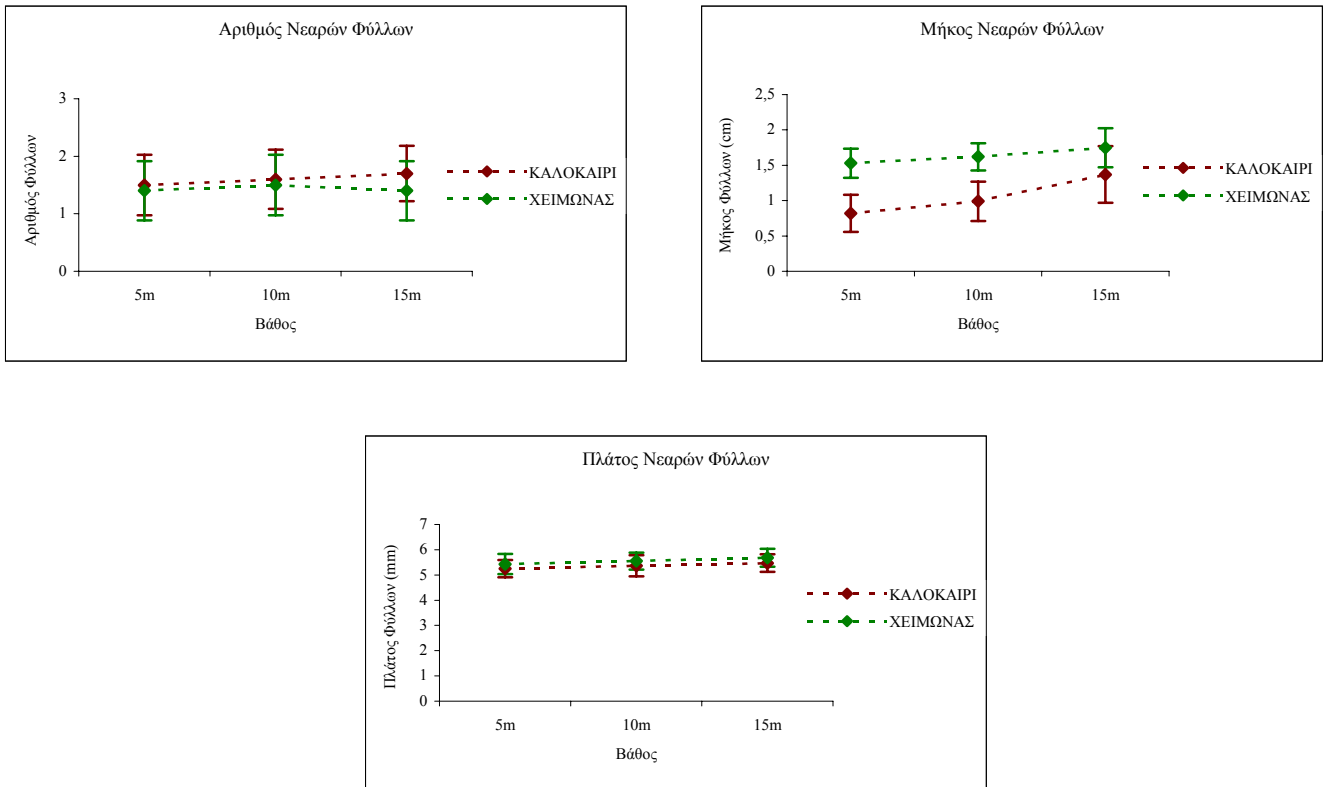 Αριθμός Νεαρών Φύλλων
Αριθμός Φύλλων
3
2
1
0
5m 10m 15m
Βάθος
ΚΑΛΟΚΑΙΡΙ
ΧΕΙΜΩΝΑΣ
Μήκος Νεαρών Φύλλων
Μήκος Φύλλων (cm)
2,5
2
1,5
1
0,5
0
5m 10m 15m
Βάθος
ΚΑΛΟΚΑΙΡΙ
ΧΕΙΜΩΝΑΣ
Πλάτος Νεαρών Φύλλων
Πλάτος Φύλλων (mm)
7
6
5
4
3
2
1
0
5m 10m 15m
Βάθος
ΚΑΛΟΚΑΙΡΙ
ΧΕΙΜΩΝΑΣ